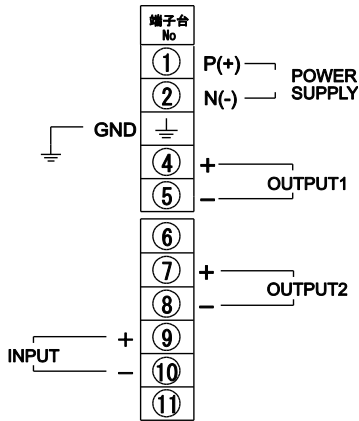 端子台
No
① P(+)
② N(-)
POWER
SUPPLY
GND
④ +
⑤ −
OUTPUT1
⑥
⑦ +
⑧ −
OUTPUT2
+ ⑨
INPUT
− ⑩
⑪